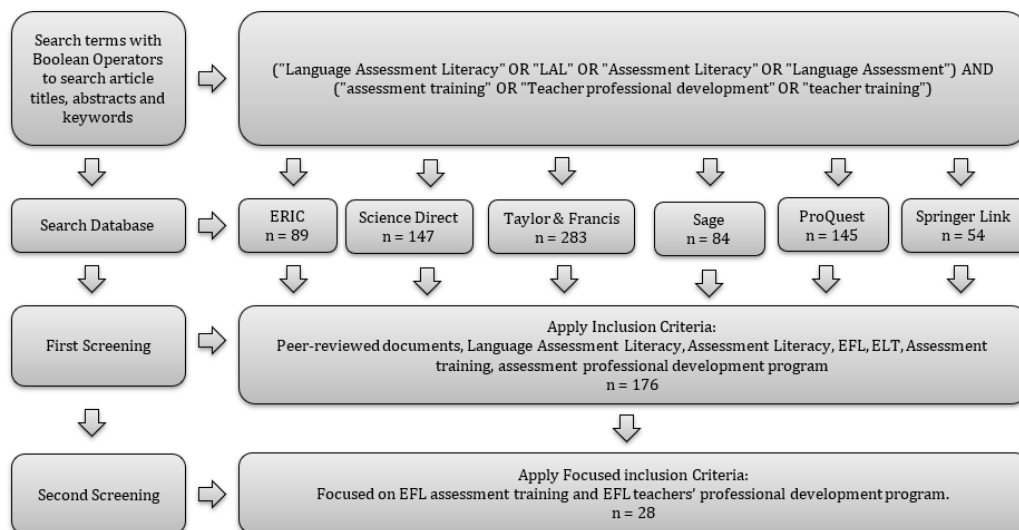 Search terms with
Boolean Operators
to search article
titles, abstracts and
keywords
("Language Assessment Literacy" OR "LAL" OR "Assessment Literacy" OR "Language Assessment") AND
("assessment training" OR "Teacher professional development" OR "teacher training")
Search Database
ERIC
n = 89
Science Direct
n = 147
Taylor & Francis
n = 283
Sage
n = 84
ProQuest
n = 145
Springer Link
n = 54
First Screening
Apply Inclusion Criteria:
Peer-reviewed documents, Language Assessment Literacy, Assessment Literacy, EFL, ELT, Assessment
training, assessment professional development program
n = 176
Second Screening
Apply Focused inclusion Criteria:
Focused on EFL assessment training and EFL teachers’ professional development program.
n = 28